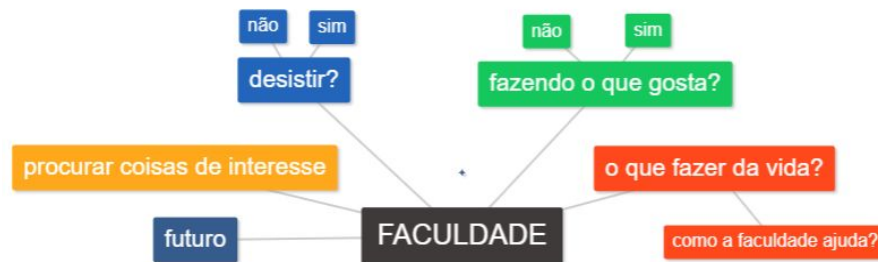 não
sim
desistir?
não
sim
fazendo o que gosta?
procurar coisas de interesse
o que fazer da vida?
futuro
FACULDADE
como a faculdade ajuda?